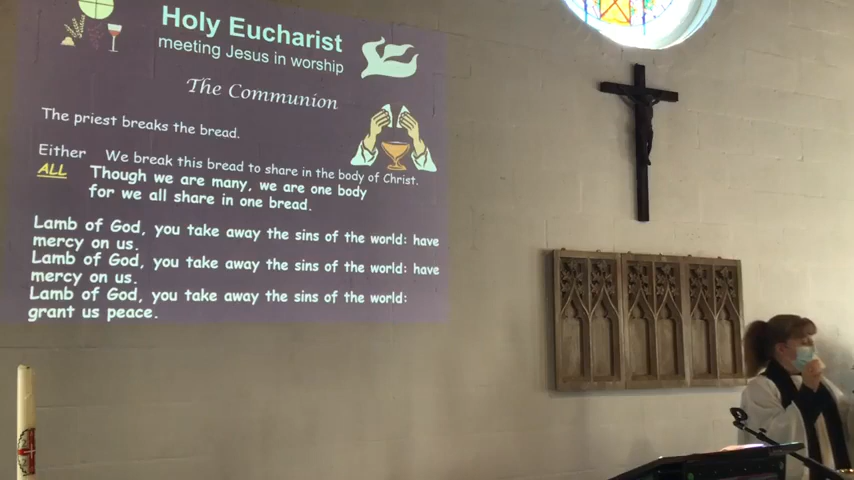 Holy Eucharist
meeting Jesus in worship
The Communion
The priest breaks the bread.
Either We break this bread to share in the body of Christ.
ALL Though we are many, we are one body
for we all share in one bread.
Lamb of God, you take away the sins of the world: have
mercy on us.
Lamb of God, you take away the sins of the world: have
mercy on us.
Lamb of God, you take away the sins of the world:
grant us peace.